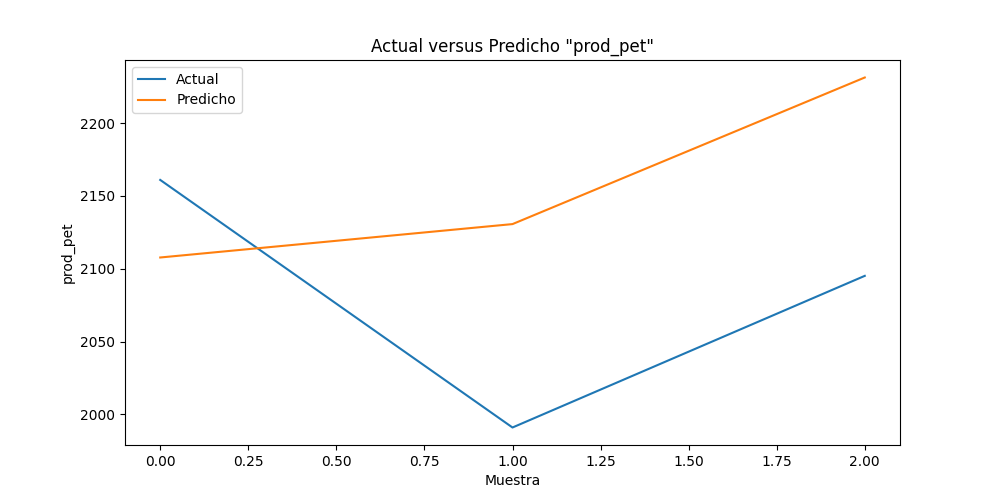 Actual versus Predicho "prod_pet"
Actual
Predicho
prod_pet
2200
2150
2100
2050
2000
0.00 0.25 0.50 0.75 1.00 1.25 1.50 1.75 2.00
Muestra